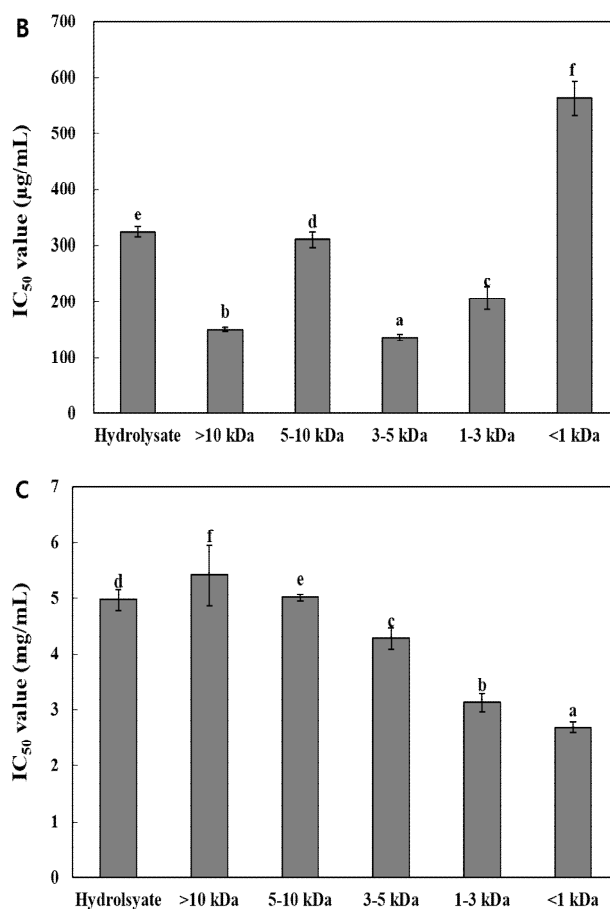 B
700
600
500
400
300
200
100
0
IC50 value (µg/mL)
e
b
d
a
c
f
Hydrolysate >10 kDa 5-10 kDa 3-5 kDa 1-3 kDa <1 kDa
C
7
6
5
4
3
2
1
0
IC50 value (mg/mL)
d
f
e
c
b
a
Hydrolsyate >10 kDa 5-10 kDa 3-5 kDa 1-3 kDa <1 kDa